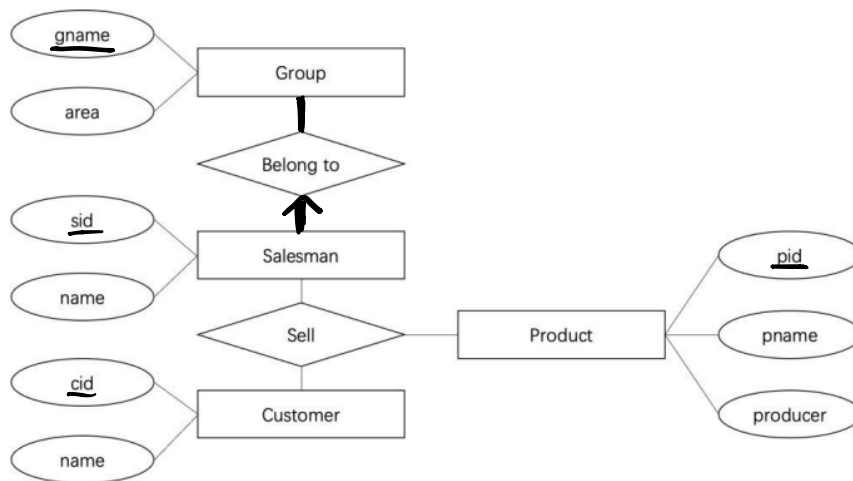 gname
Group
area
Belong to
sid
Salesman
pid
name
Sell
Product
pname
cid
Customer
producer
name